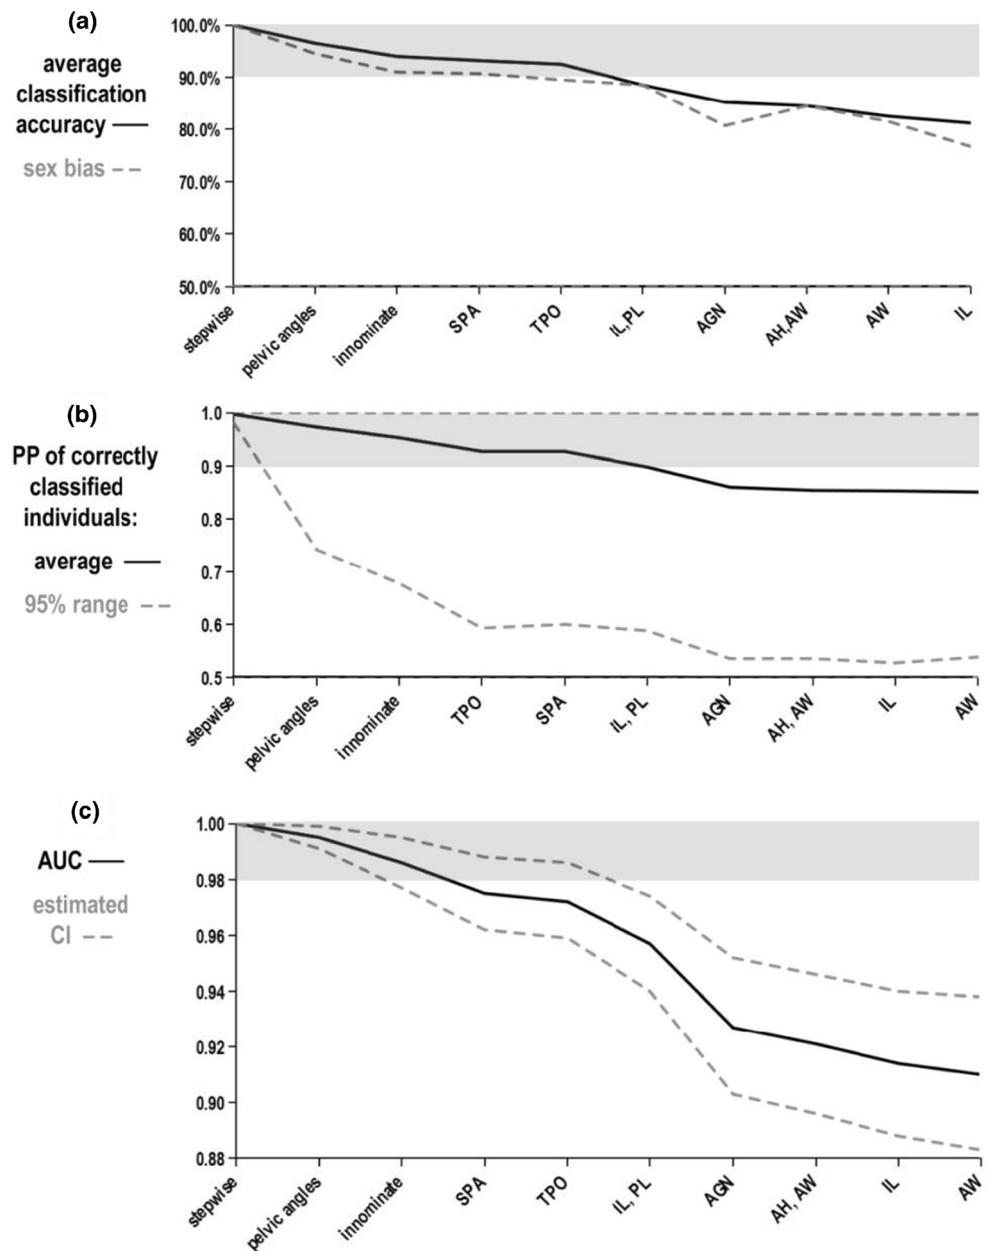 (a)
average
classification
accuracy
sex bias
100.0%
90.0%
80.0%
70.0%
60.0%
50.0%
stepwise
pelvic angles
innominate
SPA
TPO
IL,PL
AGN
AH,AW
AW
IL
(b)
PP of correctly
classified
individuals:
average
95% range
1.0
0.9
0.8
0.7
0.6
0.5
stepwise
pelvic angles
innominate
TPO
SPA
IL, PL
AGN
AH, AW
IL
AW
(c)
AUC
estimated
CI
1.00
0.98
0.96
0.94
0.92
0.90
0.88
stepwise
pelvic angles
innominate
SPA
TPO
IL, PL
AGN
AH, AW
IL
AW